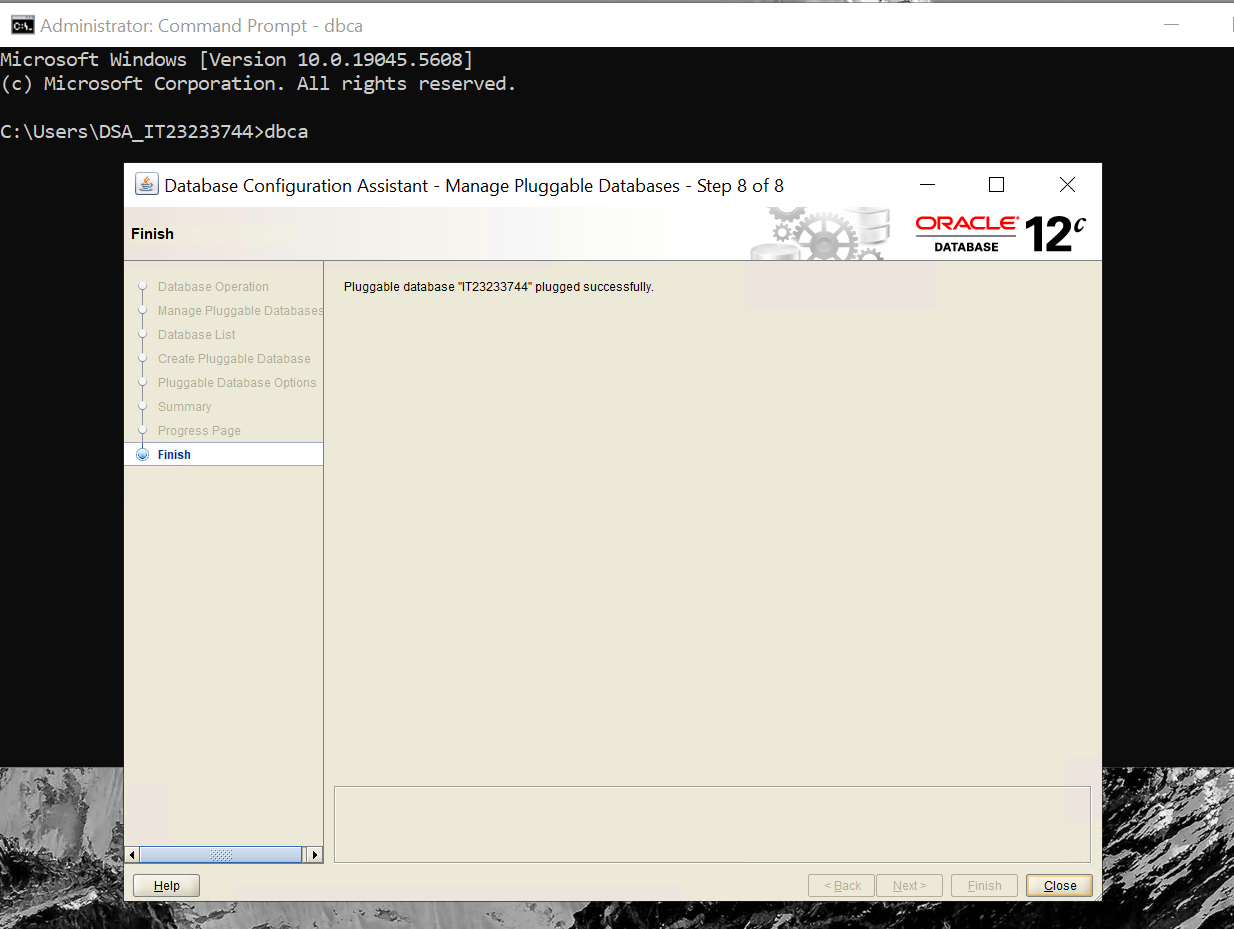 Administrator: Command Prompt - dbca
Microsoft Windows [Version 10.0.19045.5608]
(c) Microsoft Corporation. All rights reserved.
C:\Users\DSA_IT23233744>dbca
Database Configuration Assistant - Manage Pluggable Databases - Step 8 of 8
Finish
ORACLE
DATABASE
12c
Database Operation
Manage Pluggable Databases
Database List
Create Pluggable Database
Pluggable Database Options
Summary
Progress Page
Finish
Pluggable database "IT23233744" plugged successfully.
Help
< Back
Next >
Finish
Close